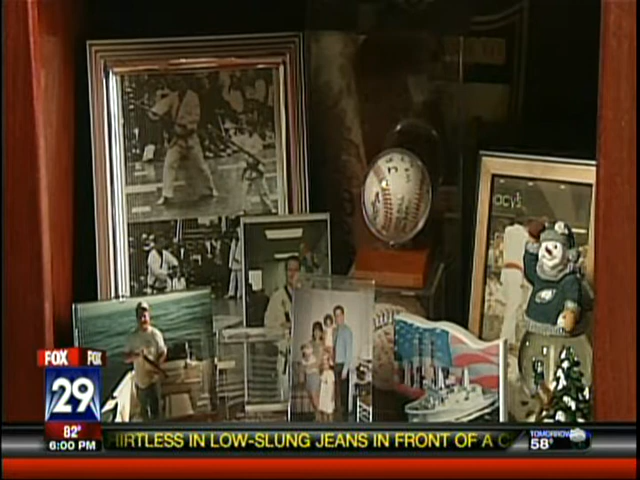 acy's
FOX FOX
29
82°
6:00 PM
HIRTLESS IN LOW-SLUNG JEANS IN FRONT OF A C
TOMORROW
58°